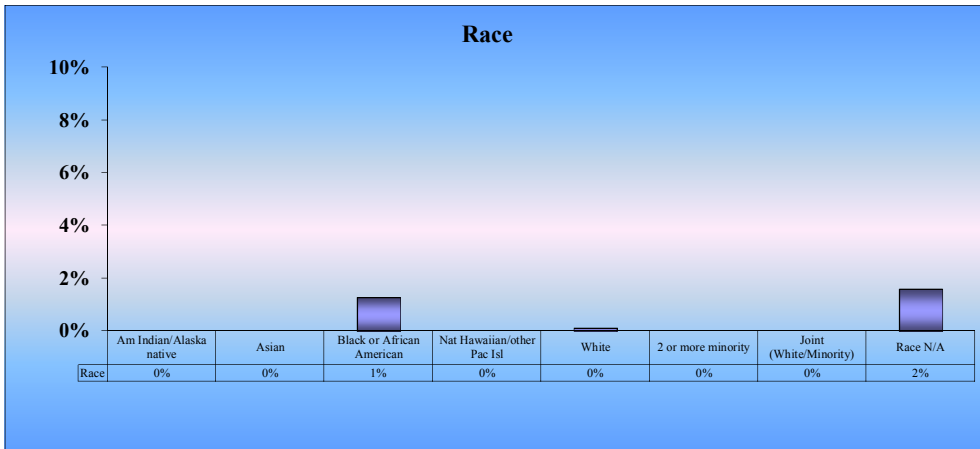 Race
10%
8%
6%
4%
2%
0%
Am Indian/Alaska
native
Asian
Black or African
American
Nat Hawaiian/other
Pac Isl
White
2 or more minority
Joint
(White/Minority)
Race N/A
Race 0% 0% 1% 0% 0% 0% 0% 2%